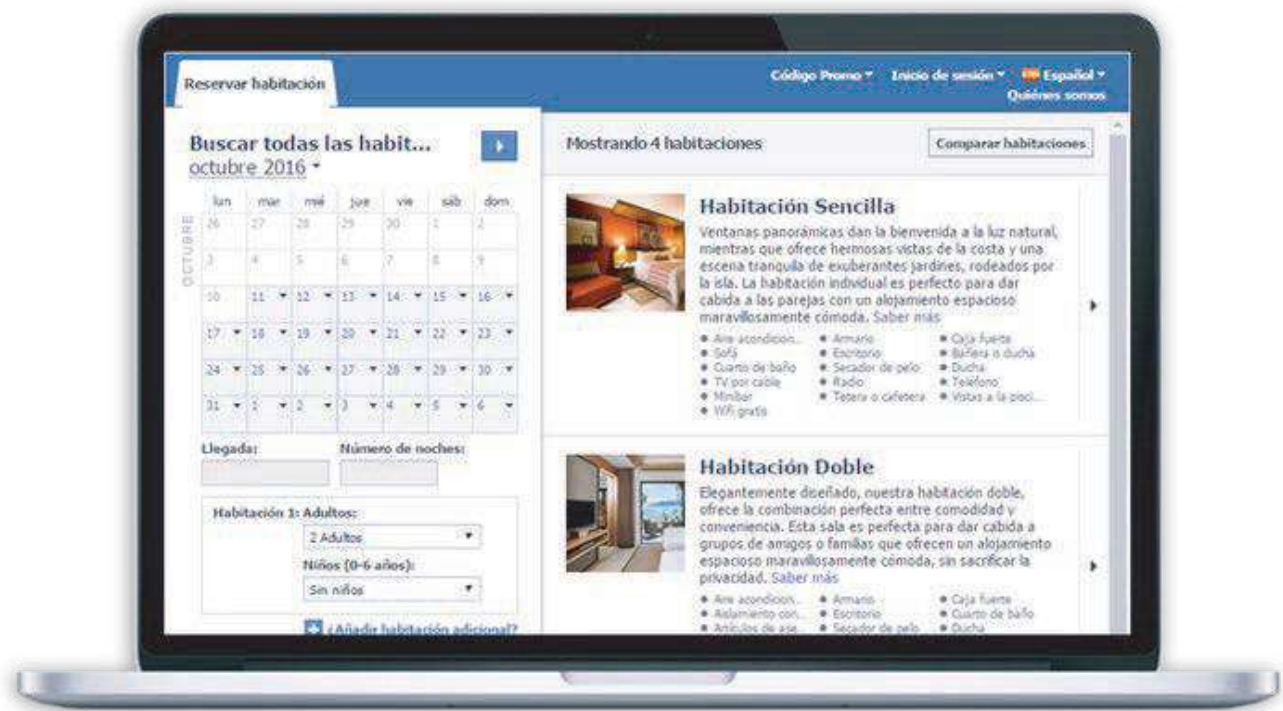 Reservar habitación
Código Promo
Inicio de sesión
Español
Quiénes somos
Buscar todas las habit...
octubre 2016
lun mar mié jue vie sáb dom
OCTUBRE
26 27 28 29 30 1 2
3 4 5 6 7 8 9
10 11 12 13 14 15 16
17 18 19 20 21 22 23
24 25 26 27 28 29 30
31 1 2 3 4 5 6
Llegada:
Número de noches:
Habitación 1: Adultos:
2 Adultos
Niños (0-6 años):
Sin niños
¿Añadir habitación adicional?
Mostrando 4 habitaciones
Comparar habitaciones
Habitación Sencilla
Ventanas panorámicas dan la bienvenida a la luz natural,
mientras que ofrece hermosas vistas de la costa y una
escena tranquila de exuberantes jardines, rodeados por
la isla. La habitación individual es perfecto para dar
cabida a las parejas con un alojamiento espacioso
maravillosamente cómoda. Saber más
Aire acondicion... Armario Caja fuerte
Sofá Escritorio Bañera o ducha
Cuarto de baño Secador de pelo Ducha
TV por cable Radio Teléfono
Minibar Tetera o cafetera Vistas a la pisci...
Wifi gratis
Habitación Doble
Elegantemente diseñado, nuestra habitación doble,
ofrece la combinación perfecta entre comodidad y
conveniencia. Esta sala es perfecta para dar cabida a
grupos de amigos o familias que ofrecen un alojamiento
espacioso maravillosamente cómoda, sin sacrificar la
privacidad. Saber más
Aire acondicion... Armario Caja fuerte
Aislamiento con... Escritorio Cuarto de baño
Artículos de ase... Secador de pelo Ducha